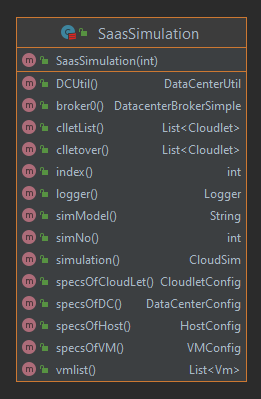 SaasSimulation
SaasSimulation(int)
DCUtil() DataCenterUtil
broker0() DatacenterBrokerSimple
clletList() List<Cloudlet>
clletover() List<Cloudlet>
index() int
logger() Logger
simModel() String
simNo() int
simulation() CloudSim
specsOfCloudLet() CloudletConfig
specsOfDC() DataCenterConfig
specsOfHost() HostConfig
specsOfVM() VMConfig
vmlist() List<Vm>